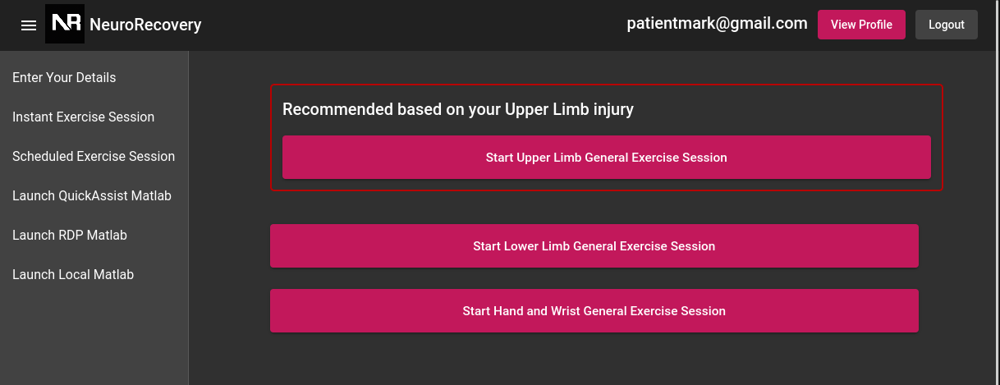 NR NeuroRecovery
patientmark@gmail.com
View Profile
Logout
Enter Your Details
Instant Exercise Session
Scheduled Exercise Session
Launch QuickAssist Matlab
Launch RDP Matlab
Launch Local Matlab
Recommended based on your Upper Limb injury
Start Upper Limb General Exercise Session
Start Lower Limb General Exercise Session
Start Hand and Wrist General Exercise Session